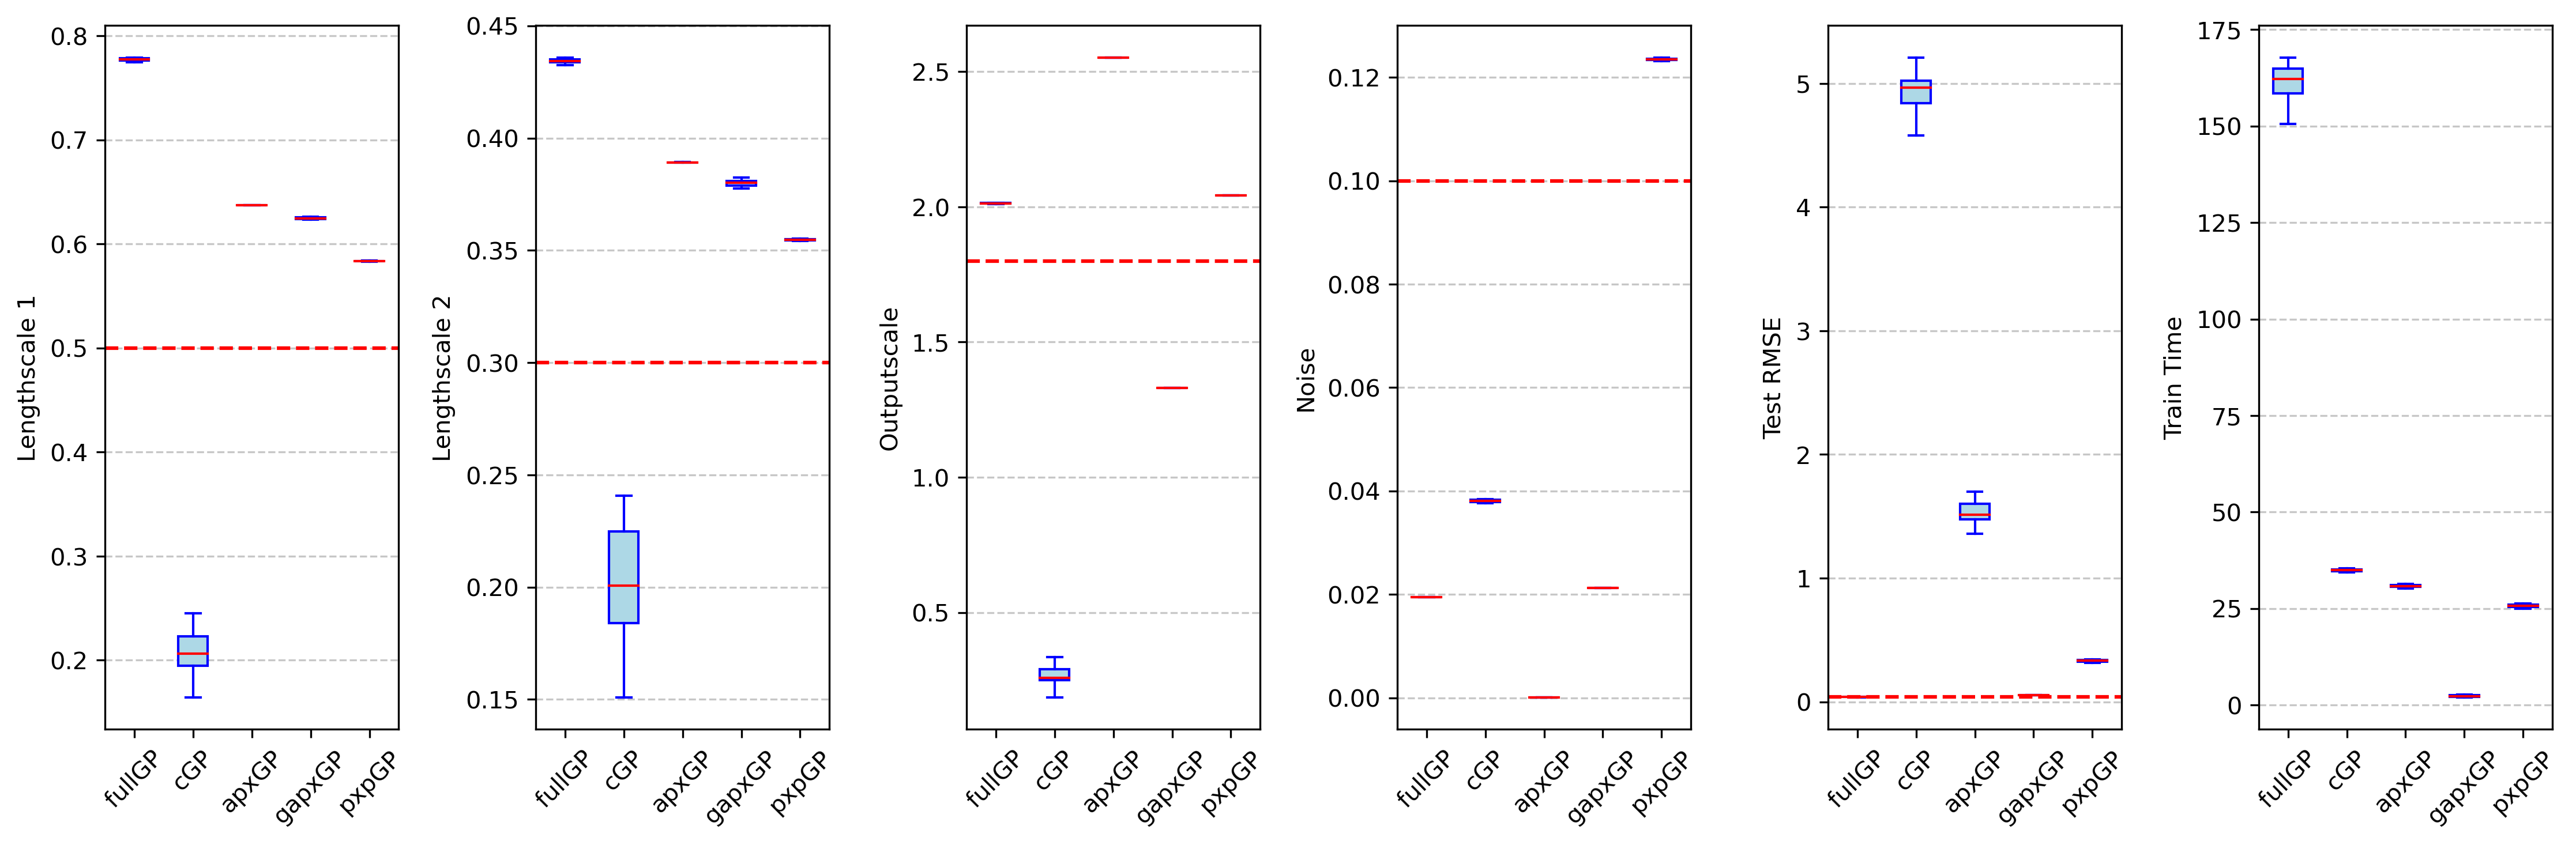 Lengthscale 1
0.8
0.7
0.6
0.5
0.4
0.3
0.2
fullGP
cGP
apxGP
gapxGP
pxpGP
Lengthscale 2
0.45
0.40
0.35
0.30
0.25
0.20
0.15
fullGP
cGP
apxGP
gapxGP
pxpGP
Outputscale
2.5
2.0
1.5
1.0
0.5
fullGP
cGP
apxGP
gapxGP
pxpGP
Noise
0.12
0.10
0.08
0.06
0.04
0.02
0.00
fullGP
cGP
apxGP
gapxGP
pxpGP
Test RMSE
5
4
3
2
1
0
fullGP
cGP
apxGP
gapxGP
pxpGP
Train Time
175
150
125
100
75
50
25
0
fullGP
cGP
apxGP
gapxGP
pxpGP